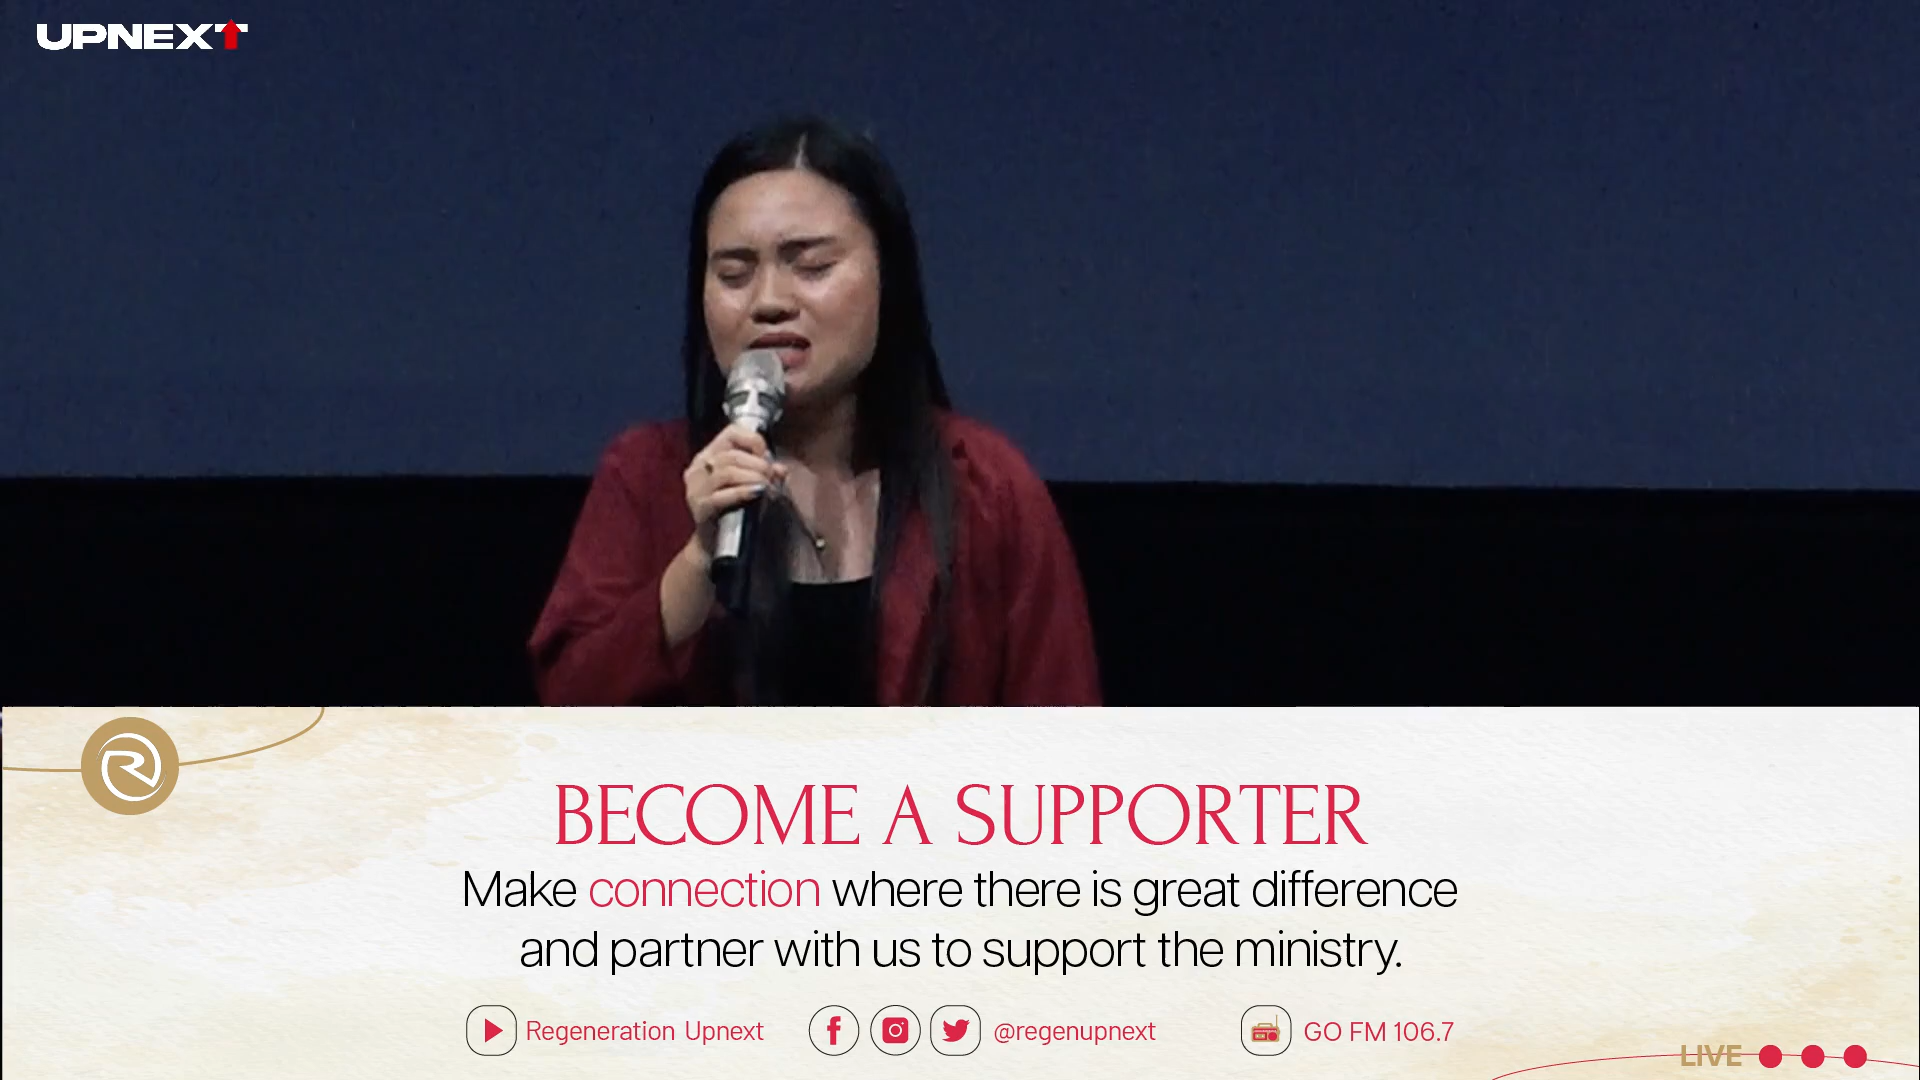 UPNEXT
R
BECOME A SUPPORTER
Make connection where there is great difference
and partner with us to support the ministry.
Regeneration Upnext
@regenupnext
GO FM 106.7
LIVE